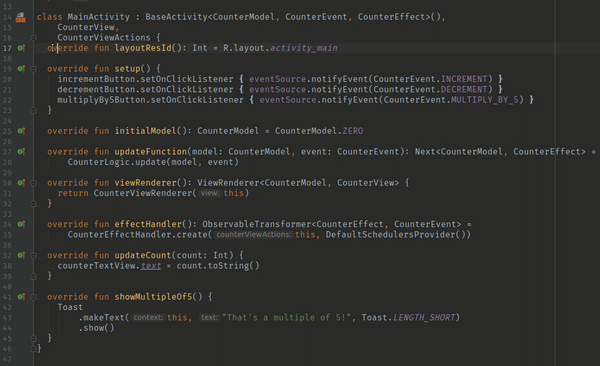 13
14 class MainActivity : BaseActivity<CounterModel, CounterEvent, CounterEffect>(),
15 CounterView,
16 CounterViewActions {
17 override fun layoutResId(): Int = R.layout.activity_main
18
19 override fun setup() {
20 incrementButton.setOnClickListener { eventSource.notifyEvent(CounterEvent.INCREMENT) }
21 decrementButton.setOnClickListener { eventSource.notifyEvent(CounterEvent.DECREMENT) }
22 multiplyBy5Button.setOnClickListener { eventSource.notifyEvent(CounterEvent.MULTIPLY_BY_5) }
23 }
24
25 override fun initialModel(): CounterModel = CounterModel.ZERO
26
27 override fun updateFunction(model: CounterModel, event: CounterEvent): Next<CounterModel, CounterEffect> =
28 CounterLogic.update(model, event)
29
30 override fun viewRenderer(): ViewRenderer<CounterModel, CounterView> {
31 return CounterViewRenderer( view: this)
32 }
33
34 override fun effectHandler(): ObservableTransformer<CounterEffect, CounterEvent> =
35 CounterEffectHandler.create( counterViewActions: this, DefaultSchedulersProvider())
36
37 override fun updateCount(count: Int) {
38 counterTextView.text = count.toString()
39 }
40
41 override fun showMultipleOf5() {
42 Toast
43 .makeText( context: this, text: "That's a multiple of 5!", Toast.LENGTH_SHORT)
44 .show()
45 }
46 }
47